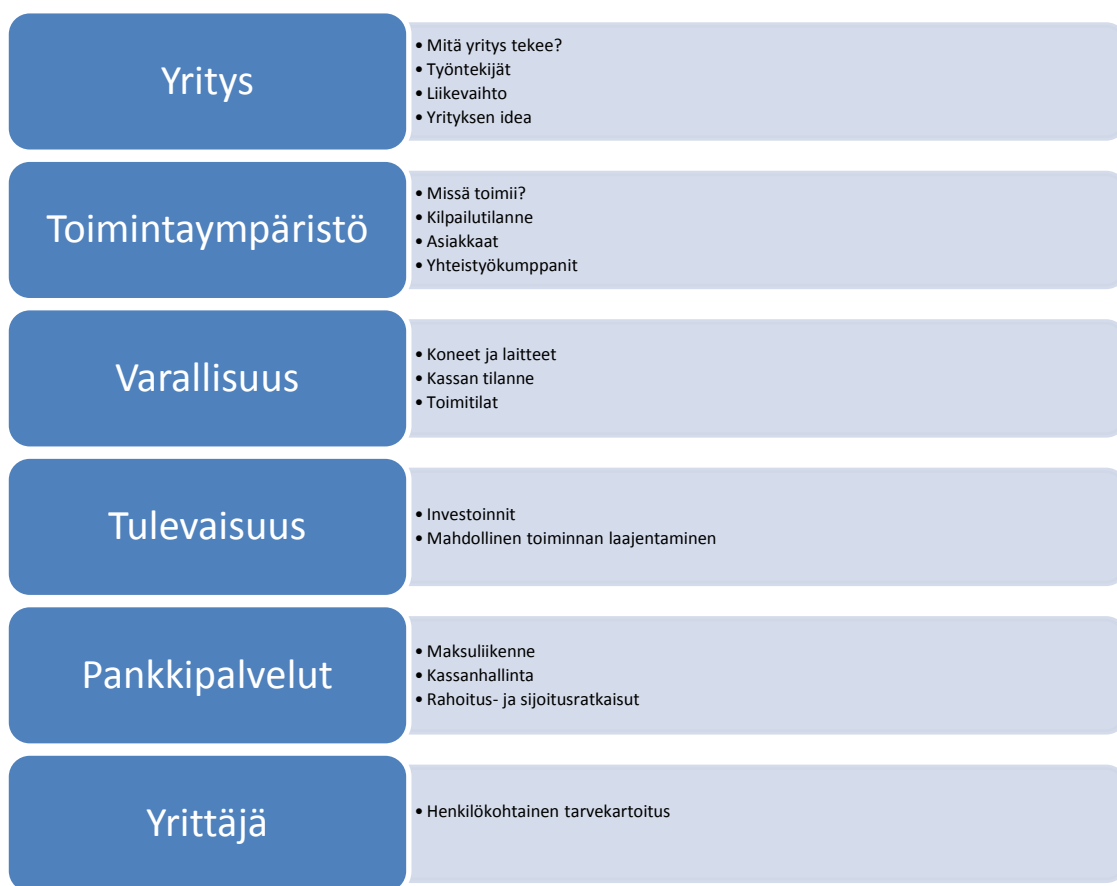 Yritys
• Mitä yritys tekee?
• Työntekijät
• Liikevaihto
• Yrityksen idea
Toimintaympäristö
• Missä toimii?
• Kilpailutilanne
• Asiakkaat
• Yhteistyökumppanit
Varallisuus
• Koneet ja laitteet
• Kassan tilanne
• Toimitilat
Tulevaisuus
• Investoinnit
• Mahdollinen toiminnan laajentaminen
Pankkipalvelut
• Maksuliikenne
• Kassanhallinta
• Rahoitus- ja sijoitusratkaisut
Yrittäjä
• Henkilökohtainen tarvekartoitus